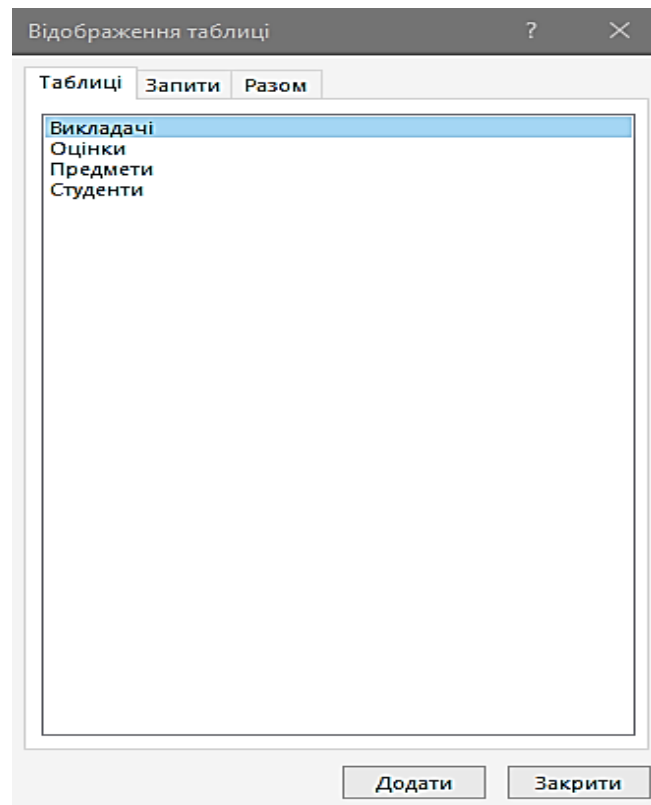 Відображення таблиці ? ×
Таблиці Запити Разом
Викладачі
Оцінки
Предмети
Студенти
Додати Закрити